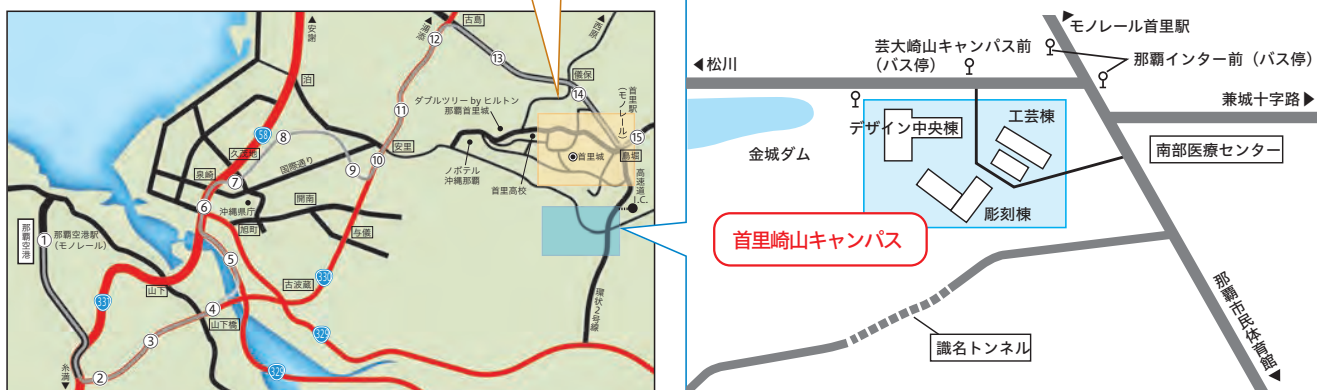 安謝
浦添
古島
西原
⑫
⑬
泊
儀保
⑭
首里駅
(モノレール)
ダブルツリー by ヒルトン
那覇首里城
⑪
58
⑧
久茂地
国際通り
安里
⑮
鳥堀
首里城
泉崎
⑦
⑨
⑩
ノボテル
沖縄那覇
首里高校
高速道
J.C.
⑥
沖縄県庁
開南
旭町
与儀
那覇空港
①
那覇空港駅
(モノレール)
⑤
330
古波蔵
山下
331
④
山下橋
329
環状2号線
③
329
糸満
②
モノレール首里駅
芸大崎山キャンパス前
(バス停)
那覇インター前(バス停)
◀松川
兼城十字路▶
デザイン中央棟
工芸棟
金城ダム
南部医療センター
彫刻棟
首里崎山キャンパス
識名トンネル
那覇市民体育館